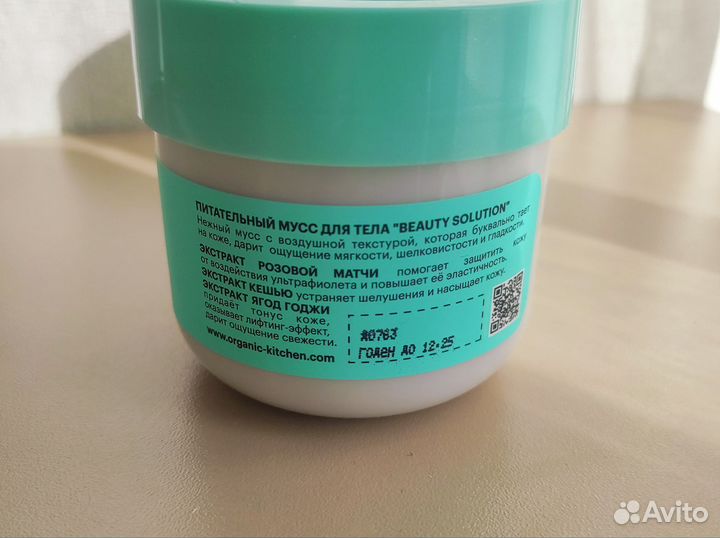 ПИТАТЕЛЬНЫЙ МУСС ДЛЯ ТЕЛА "BEAUTY SOLUTION"
Нежный мусс с воздушной текстурой, которая буквально тает
на коже, дарит ощущение мягкости, шелковистости и гладкости.
ЭКСТРАКТ РОЗОВОЙ МАТЧИ помогает защитить кожу
от воздействия ультрафиолета и повышает её эластичность.
ЭКСТРАКТ КЕШЬЮ устраняет шелушения и насыщает кожу.
ЭКСТРАКТ ЯГОД ГОДЖИ
придаёт тонус коже,
оказывает лифтинг-эффект,
дарит ощущение свежести.
www.organic-kitchen.com
А0783
ГОДЕН ДО 12.25
Avito